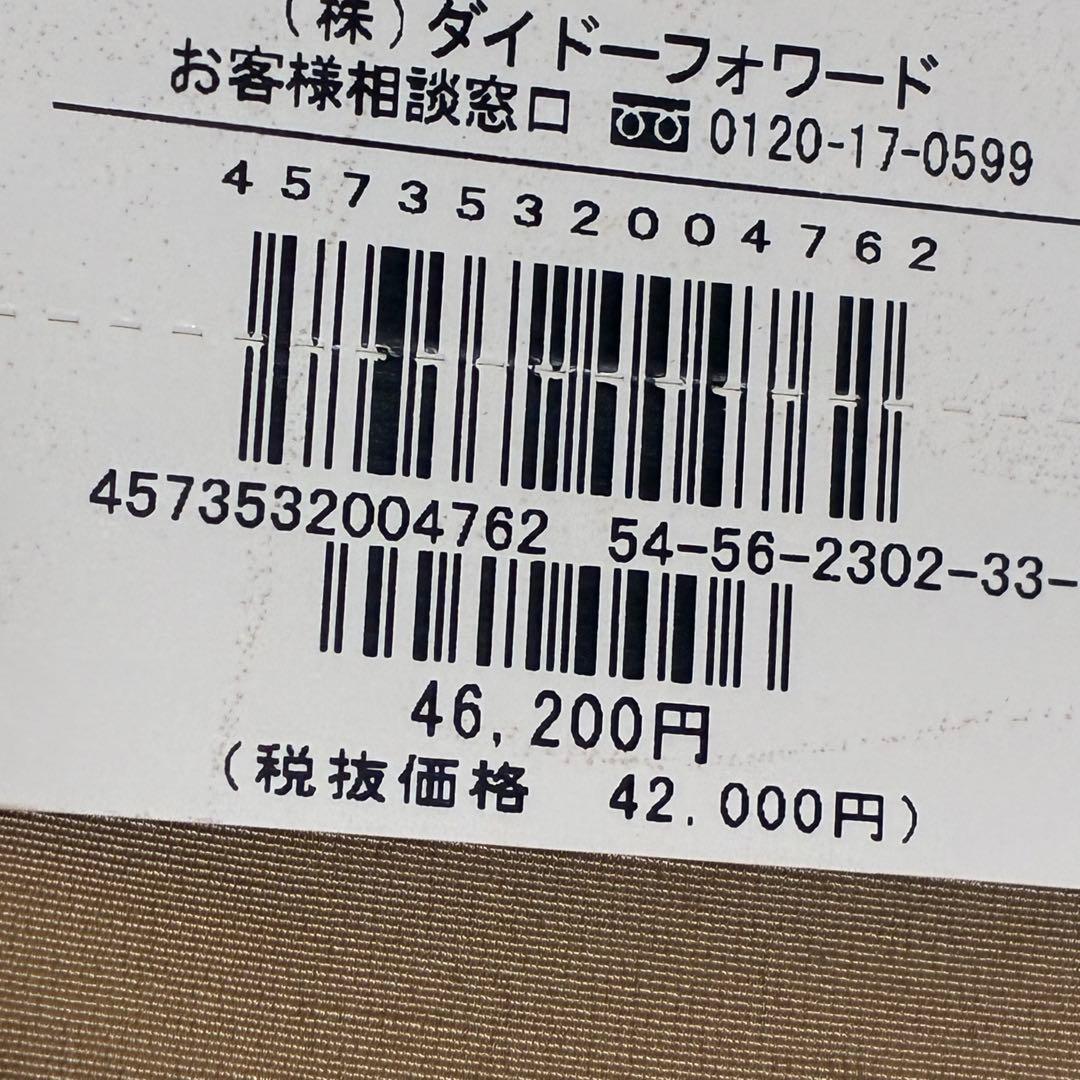 (株)ダイドーフォワード
お客様相談窓口 0120-17-0599
4573532004762
4573532004762 54-56-2302-33-
46,200円
(税抜価格 42.000円)